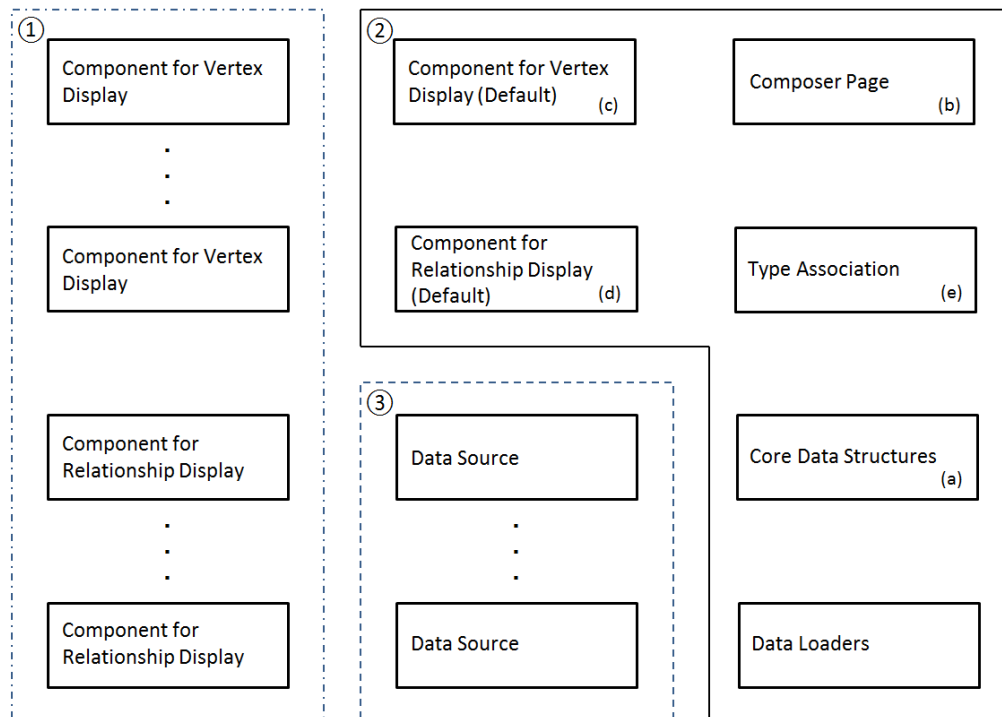 ①
Component for Vertex
Display
.
.
.
Component for Vertex
Display
Component for
Relationship Display
.
.
.
Component for
Relationship Display
②
Component for Vertex
Display (Default)
(c)
Composer Page
(b)
Component for
Relationship Display
(Default)
(d)
Type Association
(e)
③
Data Source
.
.
.
Data Source
Core Data Structures
(a)
Data Loaders